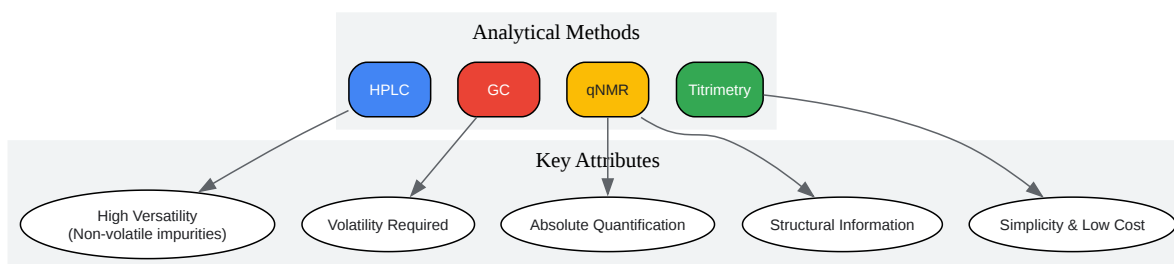 Analytical Methods
HPLC
GC
qNMR
Titrimetry
Key Attributes
High Versatility
(Non-volatile impurities)
Volatility Required
Absolute Quantification
Structural Information
Simplicity & Low Cost